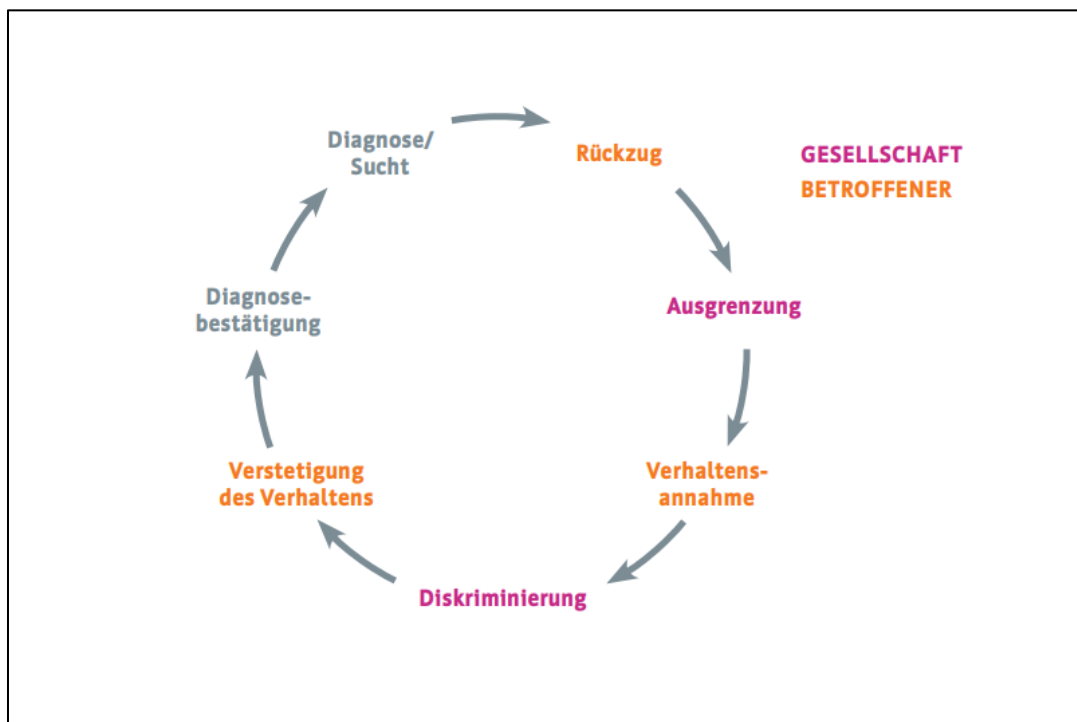 Diagnose/
Sucht
Rückzug
GESELLSCHAFT
BETROFFENER
Ausgrenzung
Verhaltens-
annahme
Diskriminierung
Verstetigung
des Verhaltens
Diagnose-
bestätigung